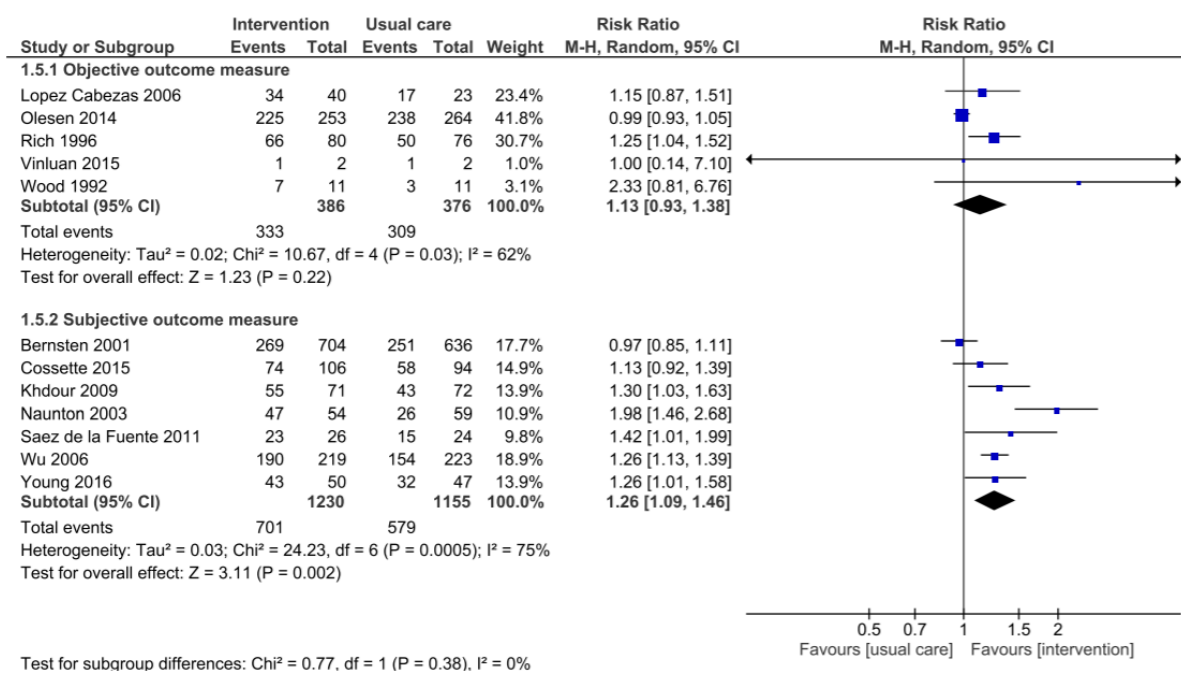 Intervention Usual care Risk Ratio Risk Ratio
Study or Subgroup Events Total Events Total Weight M-H, Random, 95% CI M-H, Random, 95% CI
1.5.1 Objective outcome measure
Lopez Cabezas 2006 34 40 17 23 23.4% 1.15 [0.87, 1.51]
Olesen 2014 225 253 238 264 41.8% 0.99 [0.93, 1.05]
Rich 1996 66 80 50 76 30.7% 1.25 [1.04, 1.52]
Vinluan 2015 1 2 1 2 1.0% 1.00 [0.14, 7.10]
Wood 1992 7 11 3 11 3.1% 2.33 [0.81, 6.76]
Subtotal (95% CI) 386 376 100.0% 1.13 [0.93, 1.38]
Total events 333 309
Heterogeneity: Tau² = 0.02; Chi² = 10.67, df = 4 (P = 0.03); I² = 62%
Test for overall effect: Z = 1.23 (P = 0.22)
1.5.2 Subjective outcome measure
Bernsten 2001 269 704 251 636 17.7% 0.97 [0.85, 1.11]
Cossette 2015 74 106 58 94 14.9% 1.13 [0.92, 1.39]
Khdour 2009 55 71 43 72 13.9% 1.30 [1.03, 1.63]
Naunton 2003 47 54 26 59 10.9% 1.98 [1.46, 2.68]
Saez de la Fuente 2011 23 26 15 24 9.8% 1.42 [1.01, 1.99]
Wu 2006 190 219 154 223 18.9% 1.26 [1.13, 1.39]
Young 2016 43 50 32 47 13.9% 1.26 [1.01, 1.58]
Subtotal (95% CI) 1230 1155 100.0% 1.26 [1.09, 1.46]
Total events 701 579
Heterogeneity: Tau² = 0.03; Chi² = 24.23, df = 6 (P = 0.0005); I² = 75%
Test for overall effect: Z = 3.11 (P = 0.002)
0.5 0.7 1 1.5 2
Favours [usual care] Favours [intervention]
Test for subgroup differences: Chi² = 0.77, df = 1 (P = 0.38), I² = 0%